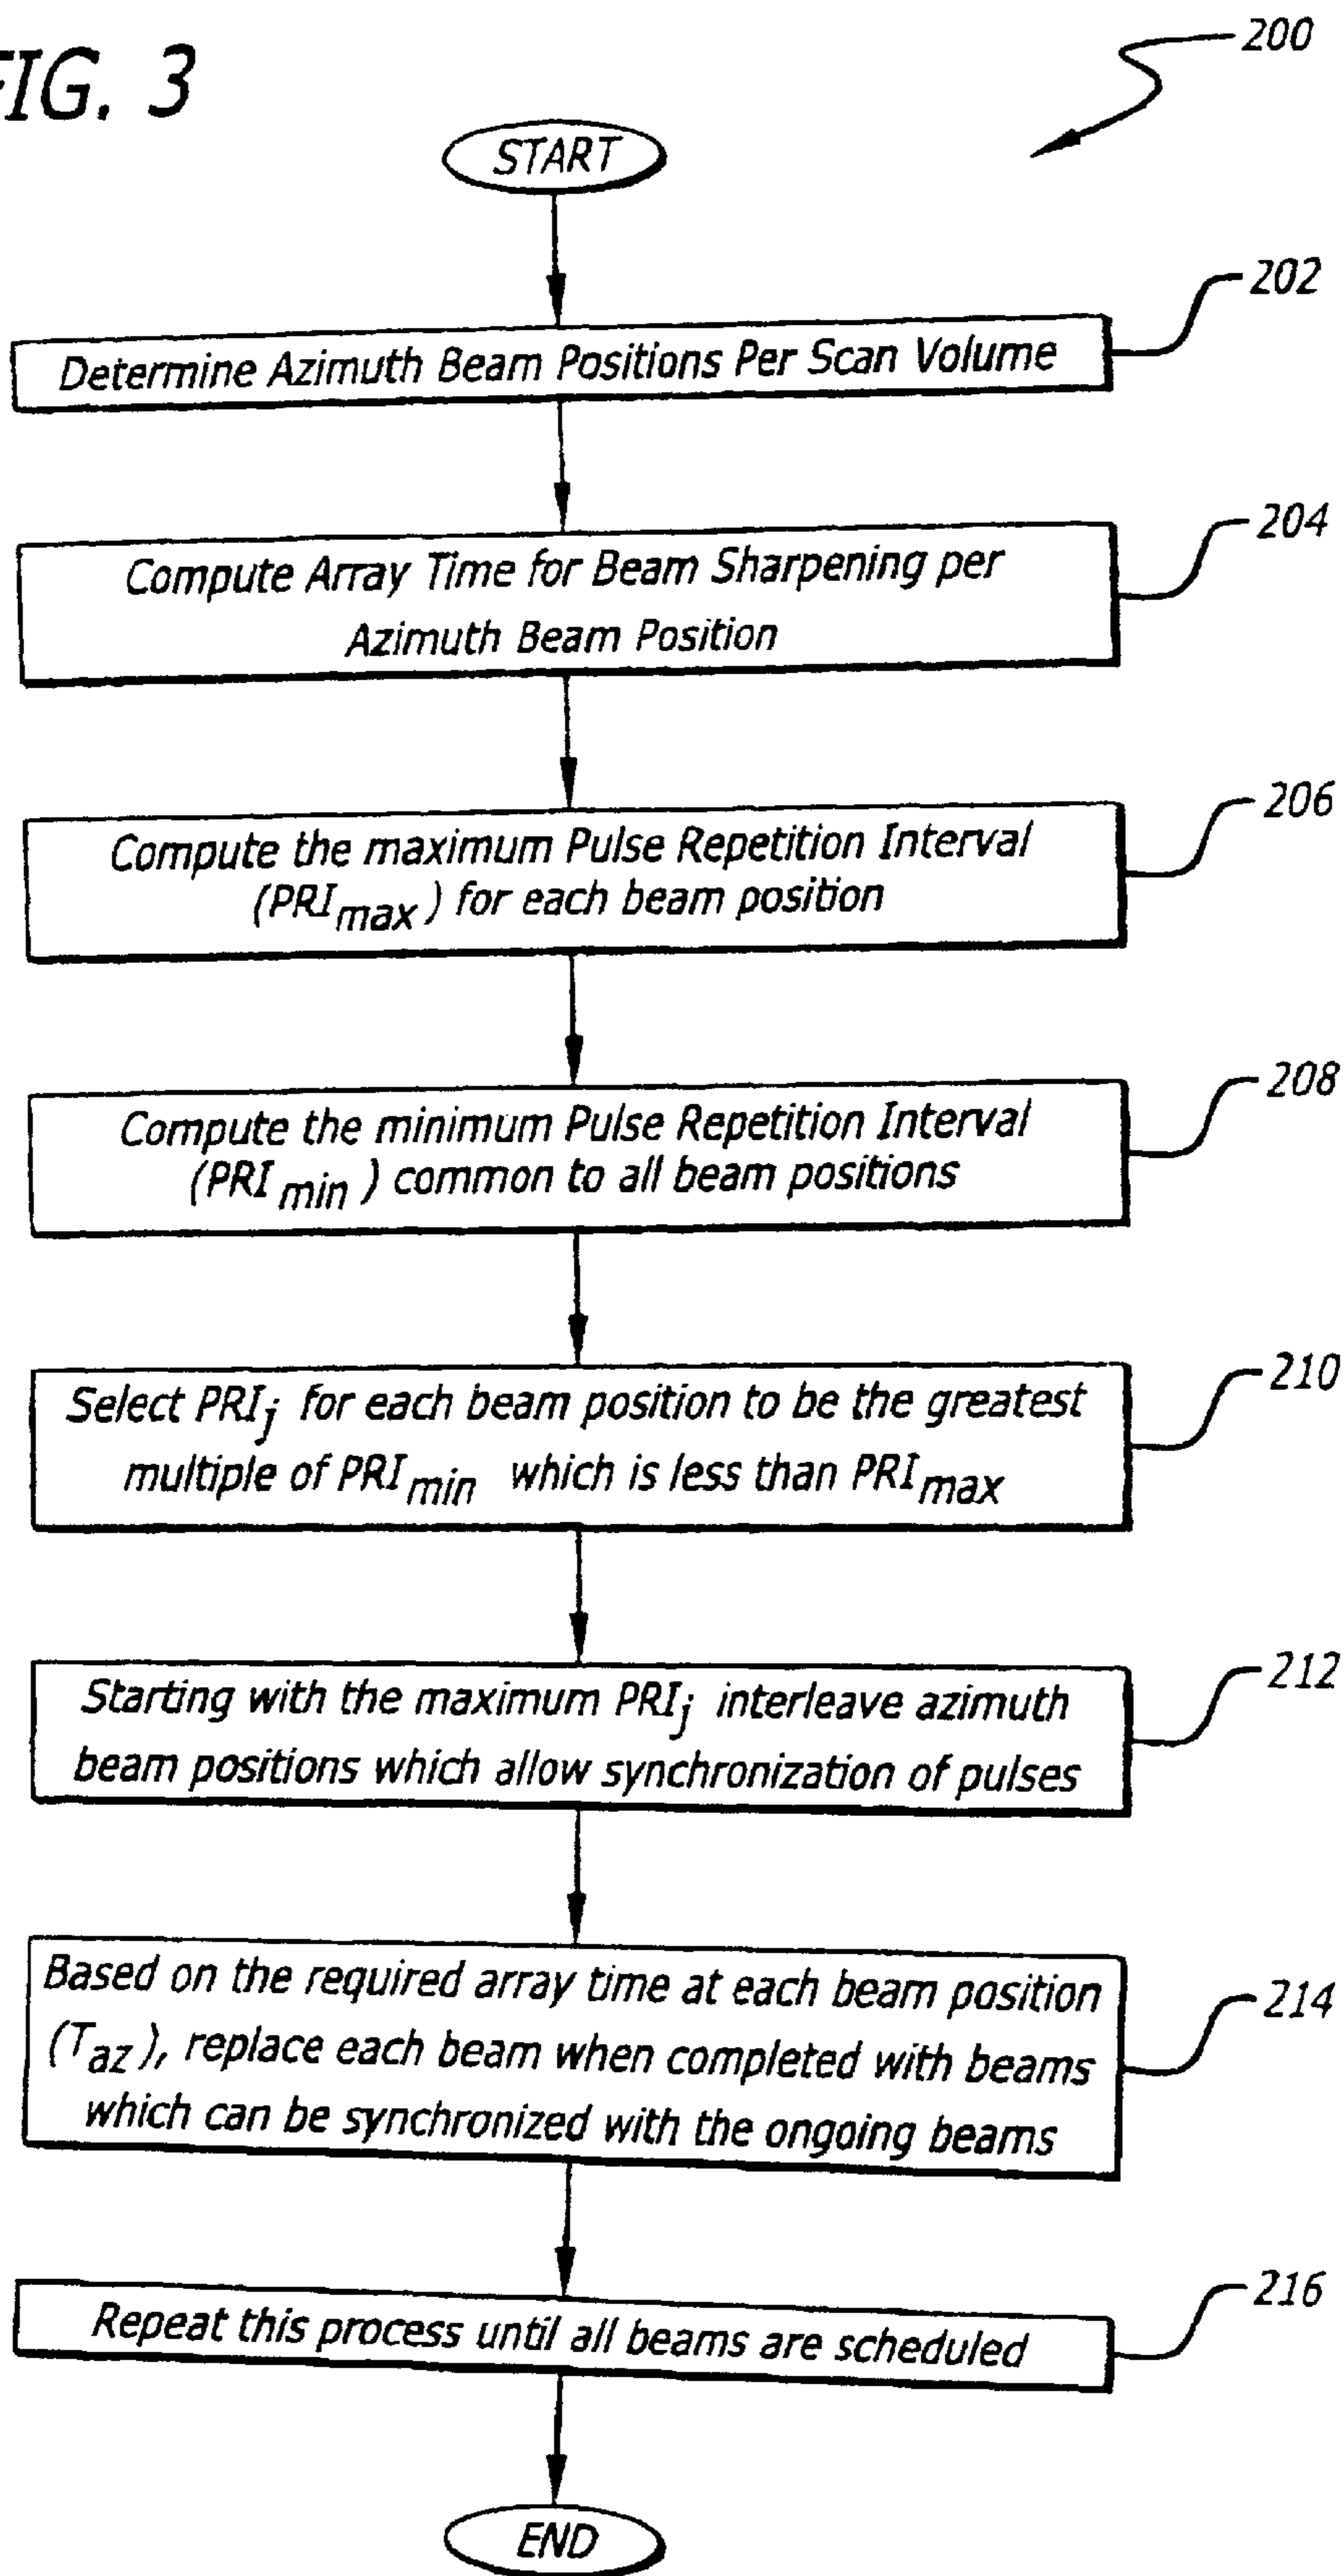 FIG. 3
200
START
202
Determine Azimuth Beam Positions Per Scan Volume
204
Compute Array Time for Beam Sharpening per
Azimuth Beam Position
206
Compute the maximum Pulse Repetition Interval
(PRI max) for each beam position
208
Compute the minimum Pulse Repetition Interval
(PRI min) common to all beam positions
210
Select PRI j for each beam position to be the greatest
multiple of PRI min which is less than PRI max
212
Starting with the maximum PRI j interleave azimuth
beam positions which allow synchronization of pulses
214
Based on the required array time at each beam position
(T az), replace each beam when completed with beams
which can be synchronized with the ongoing beams
216
Repeat this process until all beams are scheduled
END